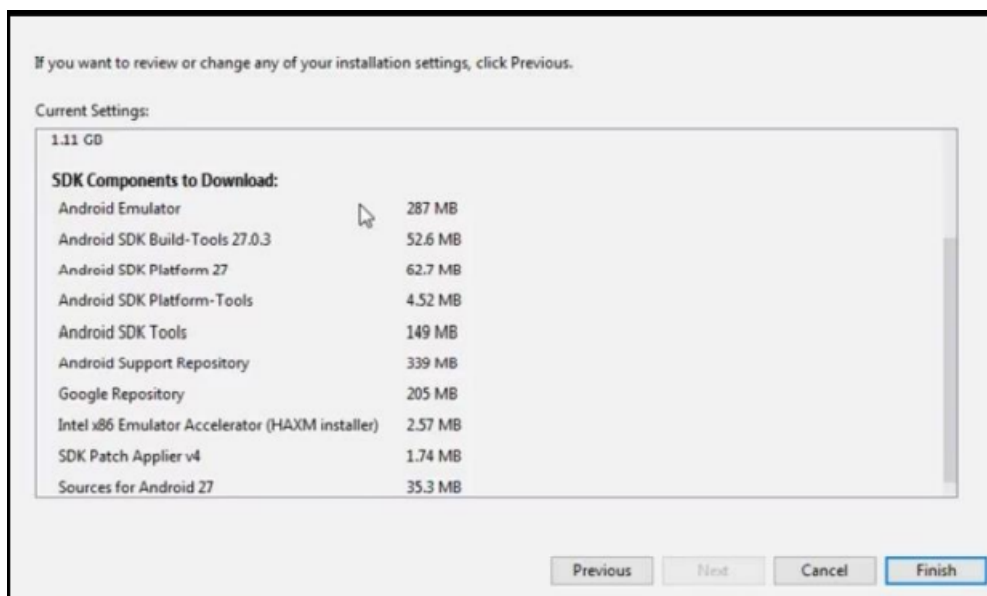 If you want to review or change any of your installation settings, click Previous.
Current Settings:
1.11 GB
SDK Components to Download:
Android Emulator 287 MB
Android SDK Build-Tools 27.0.3 52.6 MB
Android SDK Platform 27 62.7 MB
Android SDK Platform-Tools 4.52 MB
Android SDK Tools 149 MB
Android Support Repository 339 MB
Google Repository 205 MB
Intel x86 Emulator Accelerator (HAXM installer) 2.57 MB
SDK Patch Applier v4 1.74 MB
Sources for Android 27 35.3 MB
Previous Next Cancel Finish